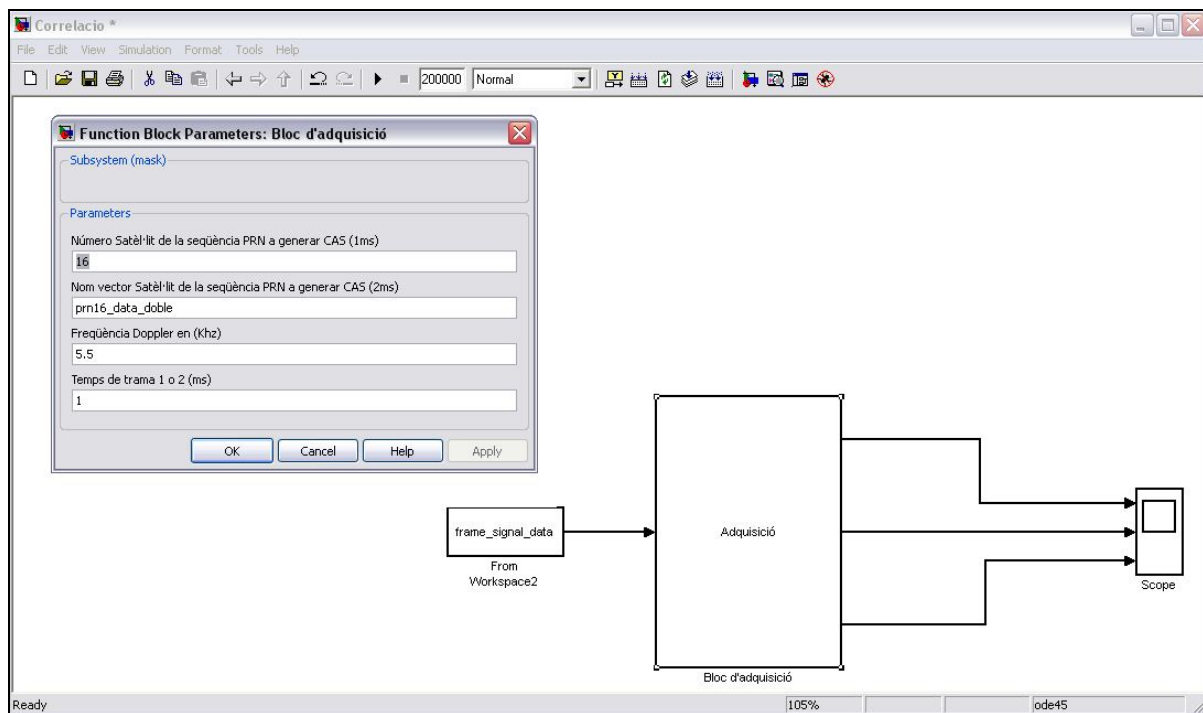 Correlacio *
File Edit View Simulation Format Tools Help
200000 Normal
Function Block Parameters: Bloc d'adquisició
Subsystem (mask)
Parameters
Número Satèl·lit de la seqüència PRN a generar CAS (1ms)
16
Nom vector Satèl·lit de la seqüència PRN a generar CAS (2ms)
prn16_data_doble
Freqüència Doppler en (Khz)
5.5
Temps de trama 1 o 2 (ms)
1
OK Cancel Help Apply
frame_signal_data
From
Workspace2
Adquisició
Bloc d'adquisició
Scope
Ready 105% ode45